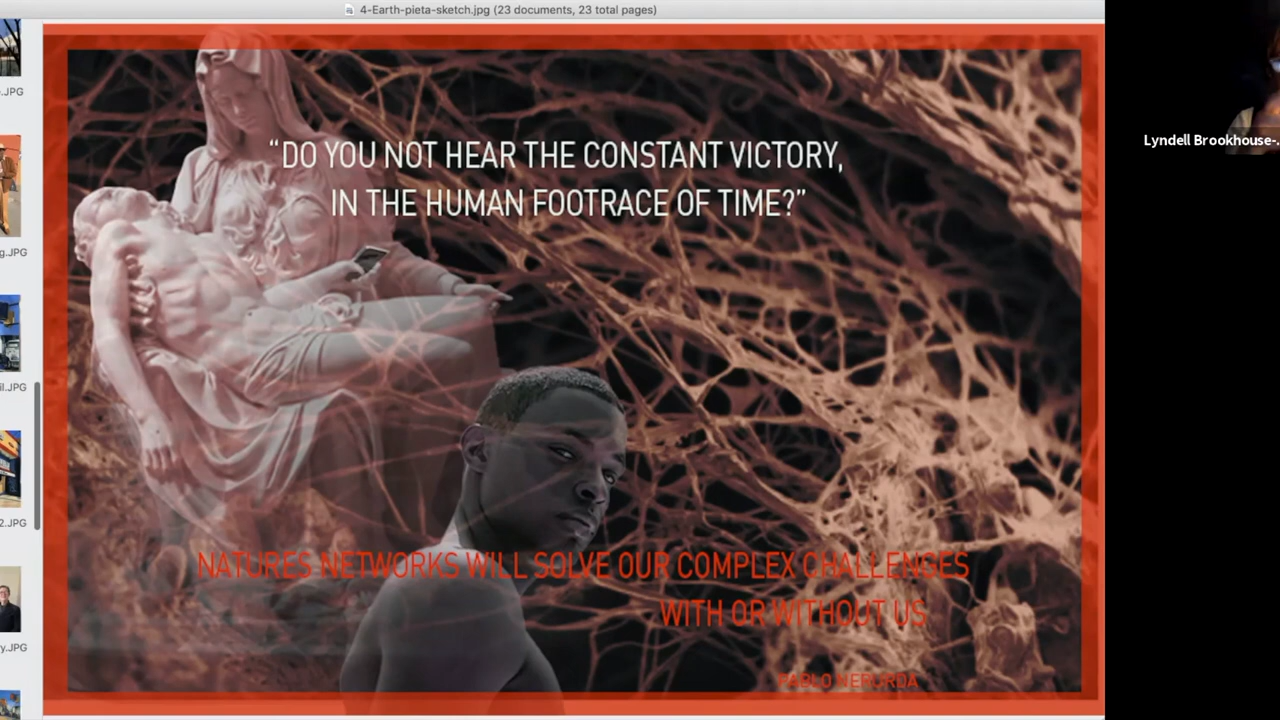 4-Earth-pieta-sketch.jpg (23 documents, 23 total pages)
.JPG
g.JPG
il.JPG
2.JPG
y.JPG
“DO YOU NOT HEAR THE CONSTANT VICTORY,
IN THE HUMAN FOOTRACE OF TIME?”
NATURES NETWORKS WILL SOLVE OUR COMPLEX CHALLENGES
WITH OR WITHOUT US
PABLO NERURDA
Lyndell Brookhouse-...